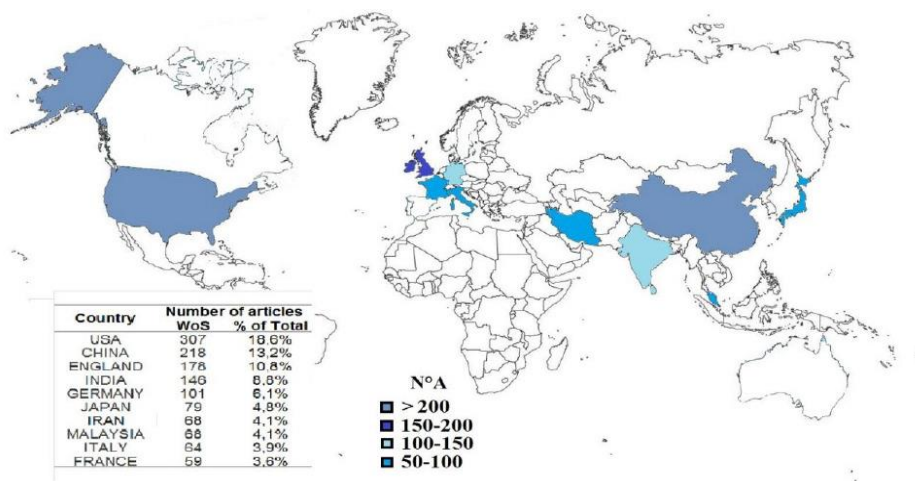 Country Number of articles
WoS % of Total
USA 307 18,6%
CHINA 218 13,2%
ENGLAND 178 10,8%
INDIA 146 8,8%
GERMANY 101 6,1%
JAPAN 79 4,8%
IRAN 68 4,1%
MALAYSIA 68 4,1%
ITALY 64 3,9%
FRANCE 59 3,6%
N°A
> 200
150-200
100-150
50-100